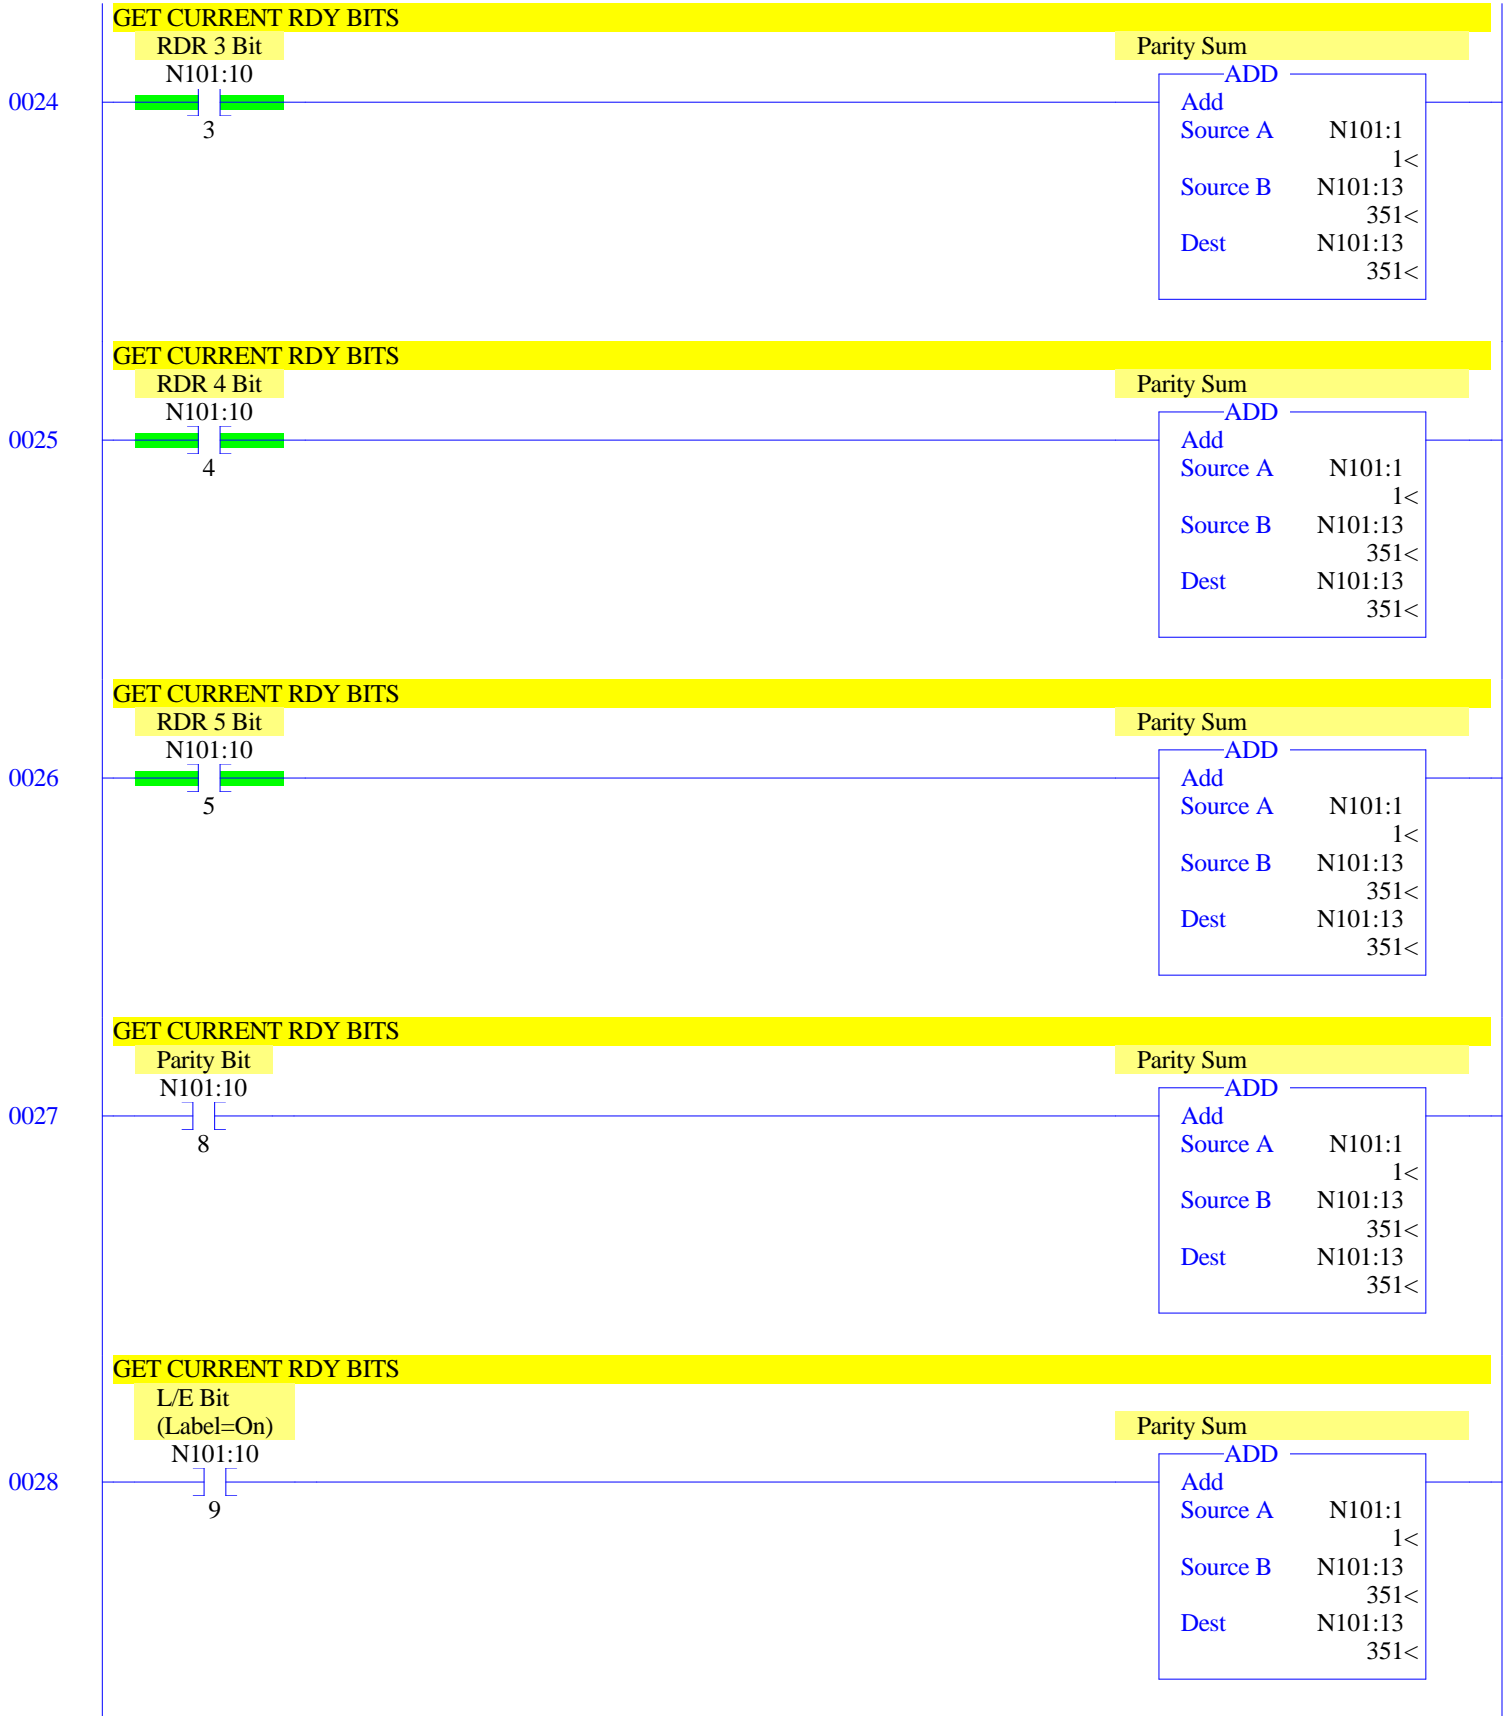 GET CURRENT RDY BITS
RDR 3 Bit
Parity Sum
N101:10
ADD
0024
Add
3
Source A N101:1
1<
Source B N101:13
351<
Dest N101:13
351<
GET CURRENT RDY BITS
RDR 4 Bit
Parity Sum
N101:10
ADD
0025
Add
4
Source A N101:1
1<
Source B N101:13
351<
Dest N101:13
351<
GET CURRENT RDY BITS
RDR 5 Bit
Parity Sum
N101:10
ADD
0026
Add
5
Source A N101:1
1<
Source B N101:13
351<
Dest N101:13
351<
GET CURRENT RDY BITS
Parity Bit
Parity Sum
N101:10
ADD
0027
Add
8
Source A N101:1
1<
Source B N101:13
351<
Dest N101:13
351<
GET CURRENT RDY BITS
L/E Bit
(Label=On)
Parity Sum
N101:10
ADD
0028
Add
9
Source A N101:1
1<
Source B N101:13
351<
Dest N101:13
351<